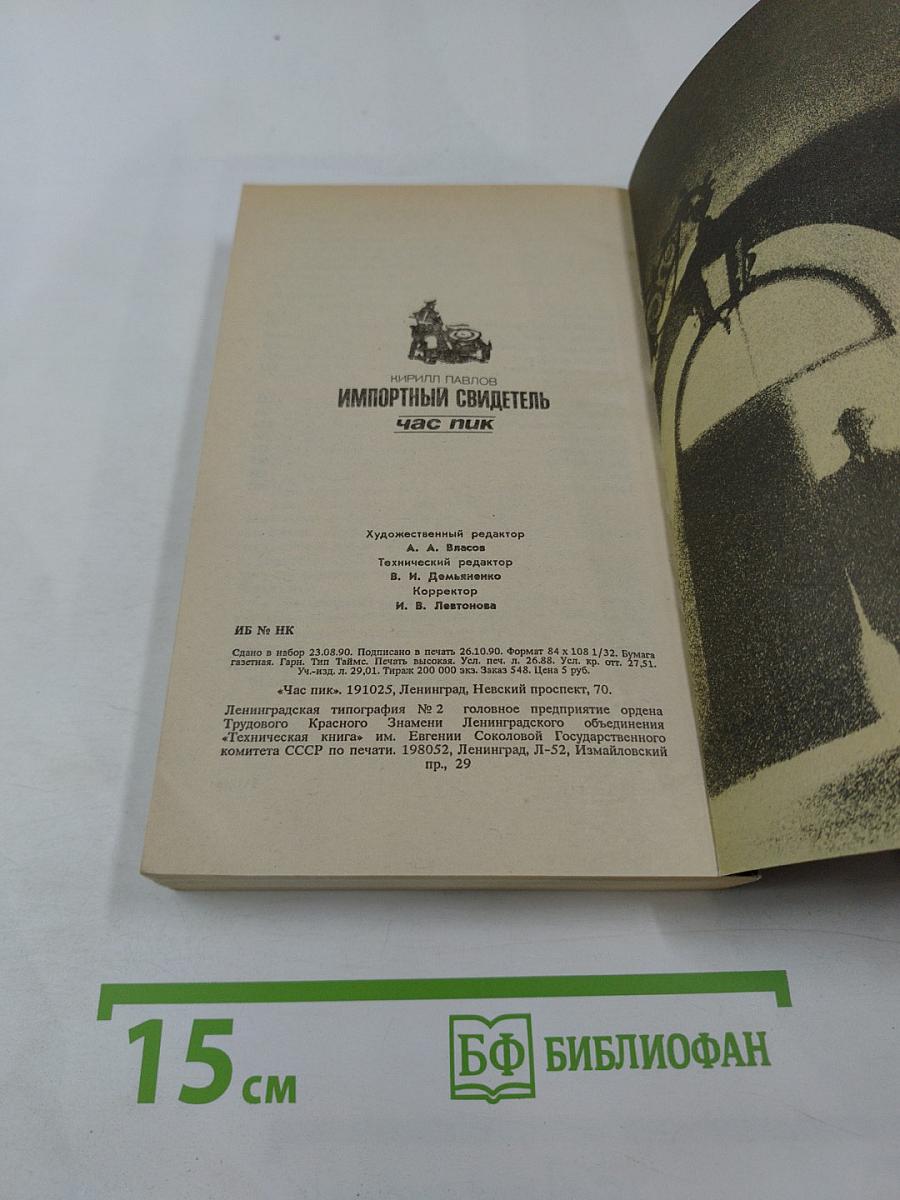 КИРИЛЛ ПАВЛОВ
ИМПОРТНЫЙ СВИДЕТЕЛЬ
час пик
Художественный редактор
А. А. Власов
Технический редактор
В. И. Демьяненко
Корректор
И. В. Левтонова
ИБ № НК
Сдано в набор 23.08.90. Подписано в печать 26.10.90. Формат 84 x 108 1/32. Бумага
газетная. Гарн. Тип Таймс. Печать высокая. Усл. печ. л. 26.88. Усл. кр. отт. 27,51.
Уч.-изд. л. 29,01. Тираж 200 000 экз. Заказ 548. Цена 5 руб.
«Час пик». 191025, Ленинград, Невский проспект, 70.
Ленинградская типография № 2 головное предприятие ордена
Трудового Красного Знамени Ленинградского объединения
«Техническая книга» им. Евгении Соколовой Государственного
комитета СССР по печати. 198052, Ленинград, Л-52, Измайловский
пр., 29
15 см
БФ БИБЛИОФАН